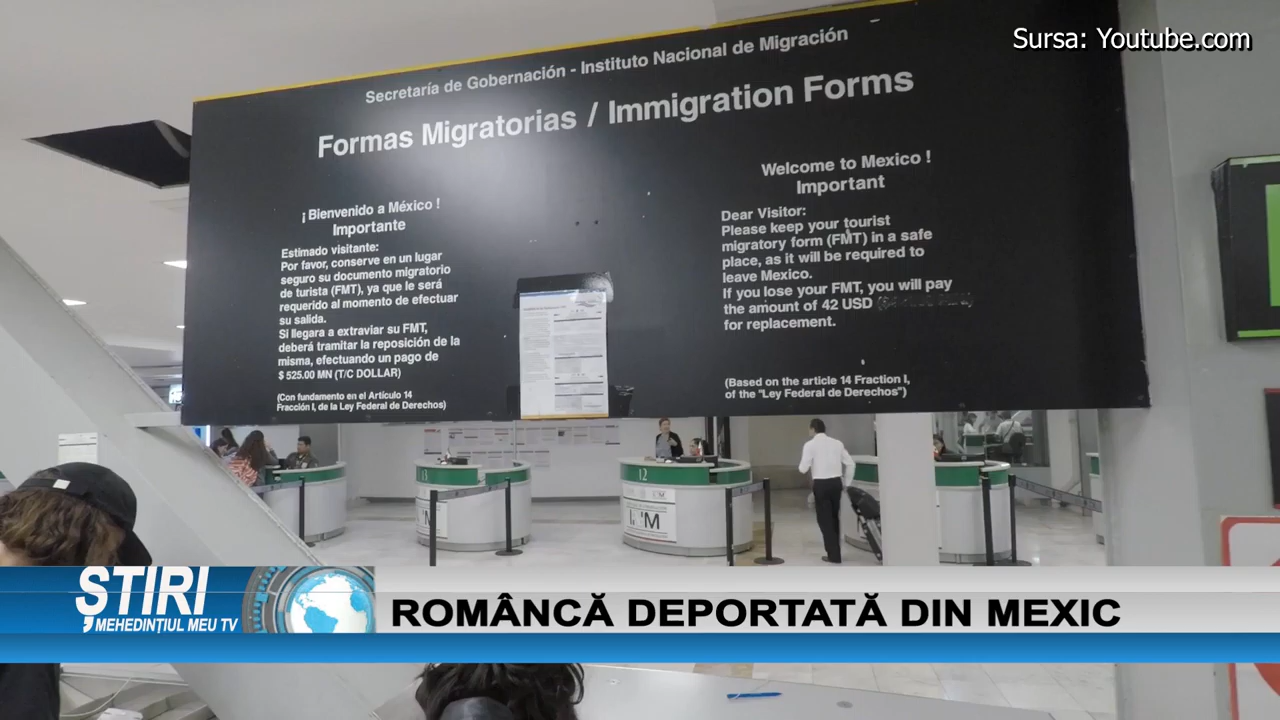 Sursa: Youtube.com
Secretaría de Gobernación - Instituto Nacional de Migración
Formas Migratorias / Immigration Forms
¡ Bienvenido a México !
Importante
Estimado visitante:
Por favor, conserve en un lugar
seguro su documento migratorio
de turista (FMT), ya que le será
requerido al momento de efectuar
su salida.
Si llegara a extraviar su FMT,
deberá tramitar la reposición de la
misma, efectuando un pago de
$ 525.00 MN (T/C DOLLAR)
(Con fundamento en el Artículo 14
Fracción I, de la Ley Federal de Derechos)
Welcome to Mexico !
Important
Dear Visitor:
Please keep your tourist
migratory form (FMT) in a safe
place, as it will be required to
leave Mexico.
If you lose your FMT, you will pay
the amount of 42 USD
for replacement.
(Based on the article 14 Fraction I,
of the "Ley Federal de Derechos")
12
ȘTIRI
MEHEDINȚIUL MEU TV
ROMÂNCĂ DEPORTATĂ DIN MEXIC